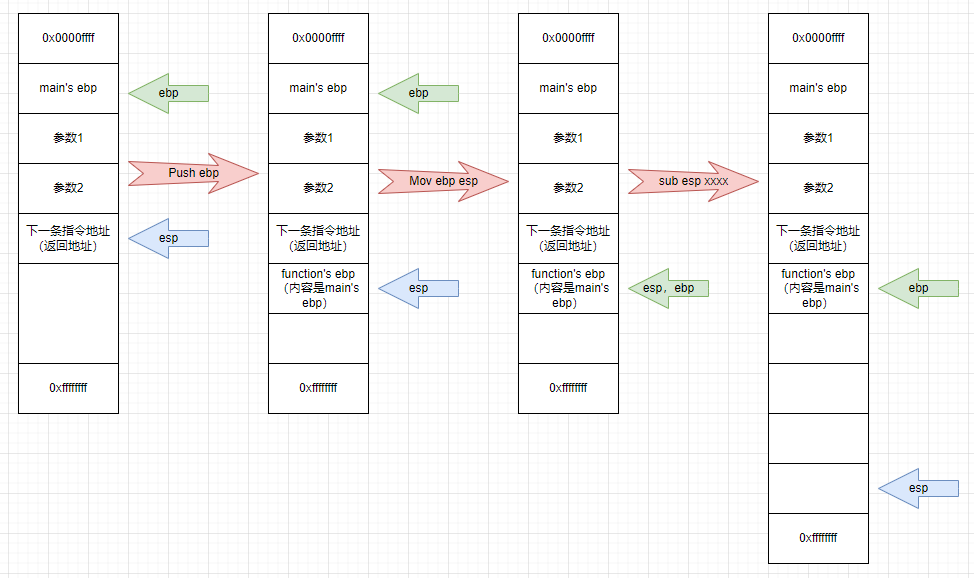 0x0000ffff
main's ebp
参数1
参数2
下一条指令地址
（返回地址）
0xffffffff
ebp
esp
Push ebp
0x0000ffff
main's ebp
参数1
参数2
下一条指令地址
（返回地址）
function's ebp
（内容是main's
ebp）
0xffffffff
ebp
esp
Mov ebp esp
0x0000ffff
main's ebp
参数1
参数2
下一条指令地址
（返回地址）
function's ebp
（内容是main's
ebp）
0xffffffff
esp，ebp
sub esp xxxx
0x0000ffff
main's ebp
参数1
参数2
下一条指令地址
（返回地址）
function's ebp
（内容是main's
ebp）
0xffffffff
ebp
esp